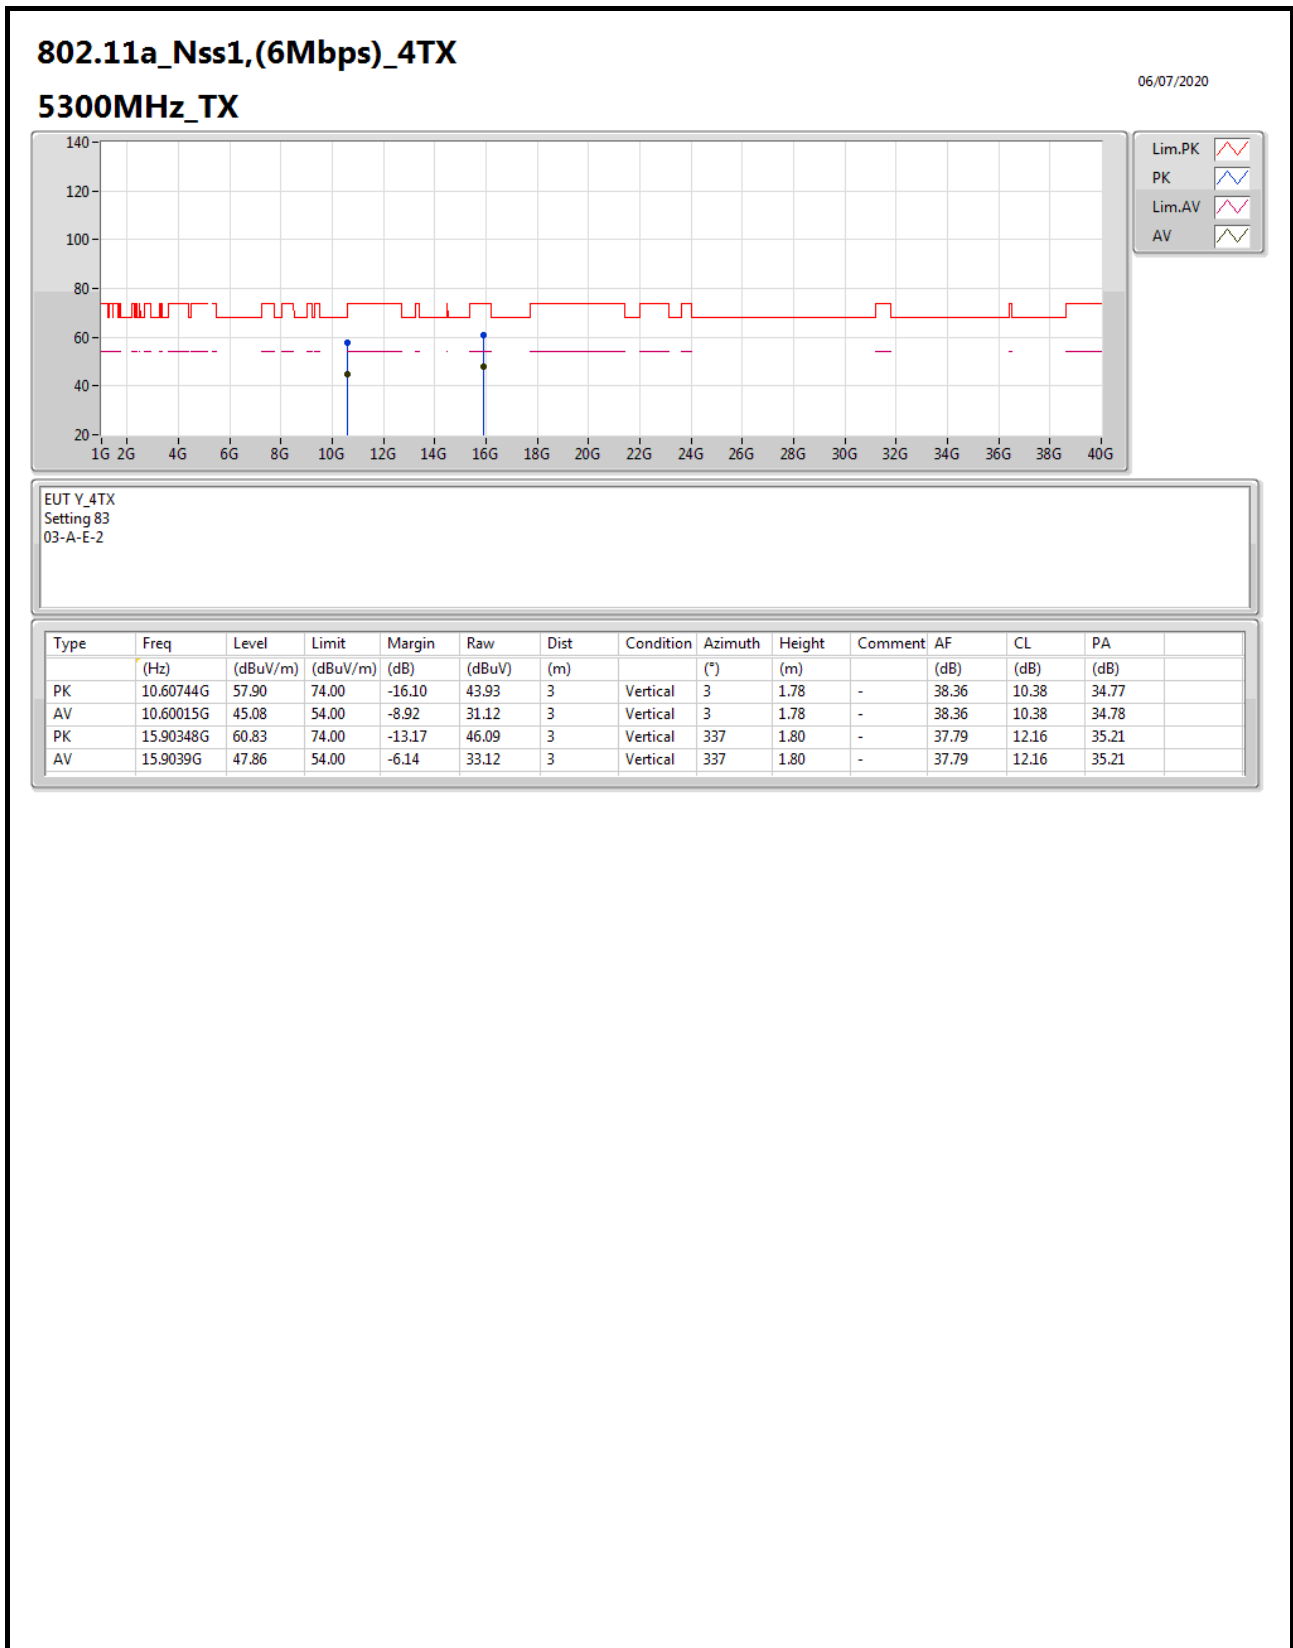 802.11a_Nss1,(6Mbps)_4TX
06/07/2020
5300MHz_TX
140
120
100
80
60
40
20
1G 2G 4G 6G 8G 10G 12G 14G 16G 18G 20G 22G 24G 26G 28G 30G 32G 34G 36G 38G 40G
Lim.PK
PK
Lim.AV
AV
EUT Y_4TX
Setting 83
03-A-E-2
Type Freq Level Limit Margin Raw Dist Condition Azimuth Height Comment AF CL PA
(Hz) (dBuV/m) (dBuV/m) (dB) (dBuV) (m) (°) (m) (dB) (dB) (dB)
PK 10.60744G 57.90 74.00 -16.10 43.93 3 Vertical 3 1.78 - 38.36 10.38 34.77
AV 10.60015G 45.08 54.00 -8.92 31.12 3 Vertical 3 1.78 - 38.36 10.38 34.78
PK 15.90348G 60.83 74.00 -13.17 46.09 3 Vertical 337 1.80 - 37.79 12.16 35.21
AV 15.9039G 47.86 54.00 -6.14 33.12 3 Vertical 337 1.80 - 37.79 12.16 35.21